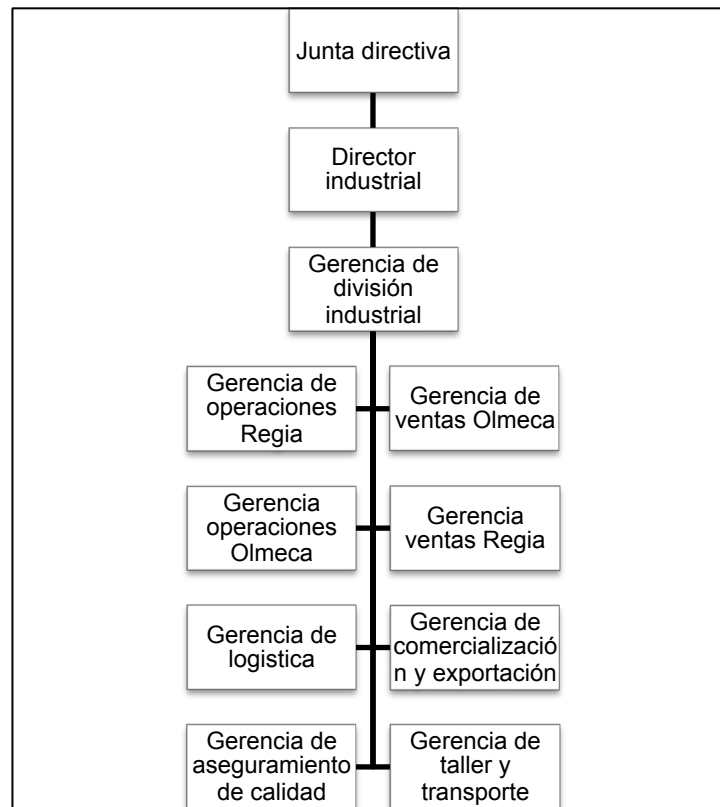 Junta directiva
Director
industrial
Gerencia de
división
industrial
Gerencia de
operaciones
Regia
Gerencia de
ventas Olmeca
Gerencia
operaciones
Olmeca
Gerencia
ventas Regia
Gerencia de
logistica
Gerencia de
comercializació
n y exportación
Gerencia de
aseguramiento
de calidad
Gerencia de
taller y
transporte